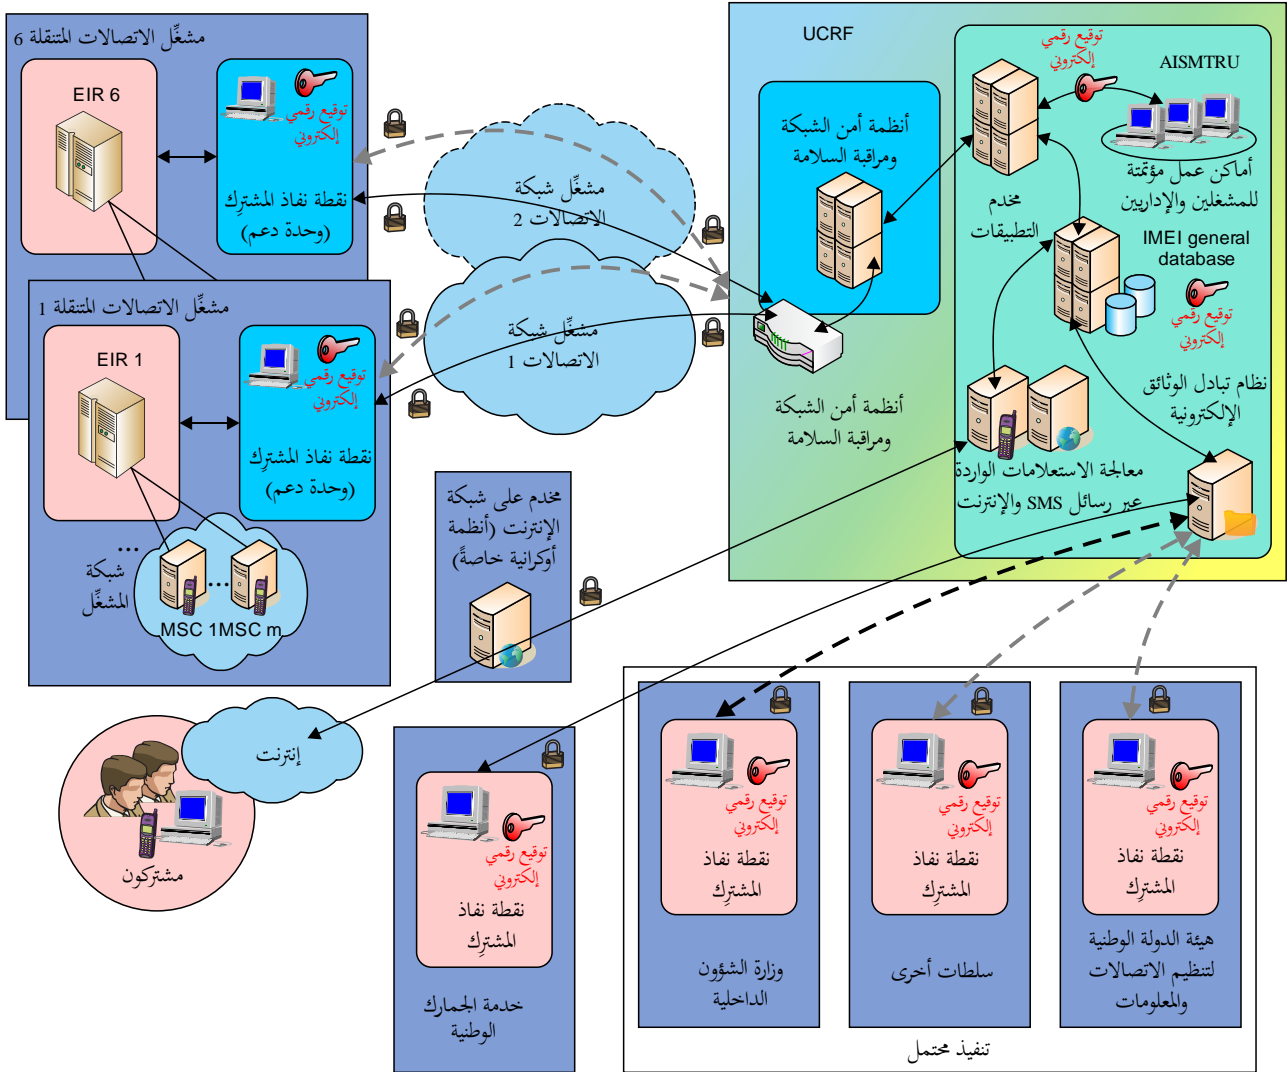 مشغِّل الاتصالات المتنقلة 6
EIR 6
توقيع رقمي
إلكتروني
نقطة نفاذ المشترِك
(وحدة دعم)
مشغِّل الاتصالات المتنقلة 1
EIR 1
توقيع رقمي
إلكتروني
نقطة نفاذ المشترِك
(وحدة دعم)
...
شبكة
المشغِّل
...
MSC 1
MSC m
مشغِّل شبكة
الاتصالات 2
مشغِّل شبكة
الاتصالات 1
UCRF
أنظمة أمن الشبكة
ومراقبة السلامة
أنظمة أمن الشبكة
ومراقبة السلامة
توقيع رقمي
إلكتروني
AISMTRU
أماكن عمل مؤتمتة
للمشغلين والإداريين
مخدم
التطبيقات
IMEI general
database
توقيع رقمي
إلكتروني
نظام تبادل الوثائق
الإلكترونية
معالجة الاستعلامات الواردة
عبر رسائل SMS والإنترنت
مخدم على شبكة
الإنترنت (أنظمة
أوكرانية خاصةً)
إنترنت
مشتركون
توقيع رقمي
إلكتروني
نقطة نفاذ
المشترِك
خدمة الجمارك
الوطنية
توقيع رقمي
إلكتروني
نقطة نفاذ
المشترِك
وزارة الشؤون
الداخلية
توقيع رقمي
إلكتروني
نقطة نفاذ
المشترِك
سلطات أخرى
توقيع رقمي
إلكتروني
نقطة نفاذ
المشترِك
هيئة الدولة الوطنية
لتنظيم الاتصالات
والمعلومات
تنفيذ محتمل